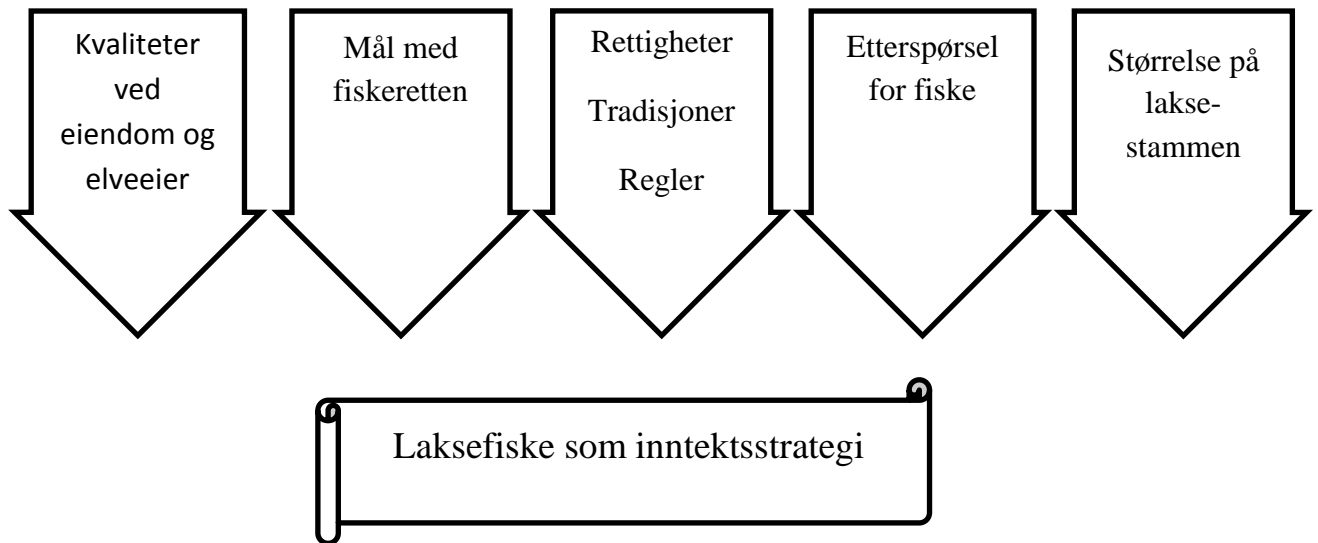 Kvaliteter
ved
eiendom og
elveeier
Mål med
fiskeretten
Rettigheter
Tradisjoner
Regler
Etterspørsel
for fiske
Størrelse på
lakse-
stammen
Laksefiske som inntektsstrategi